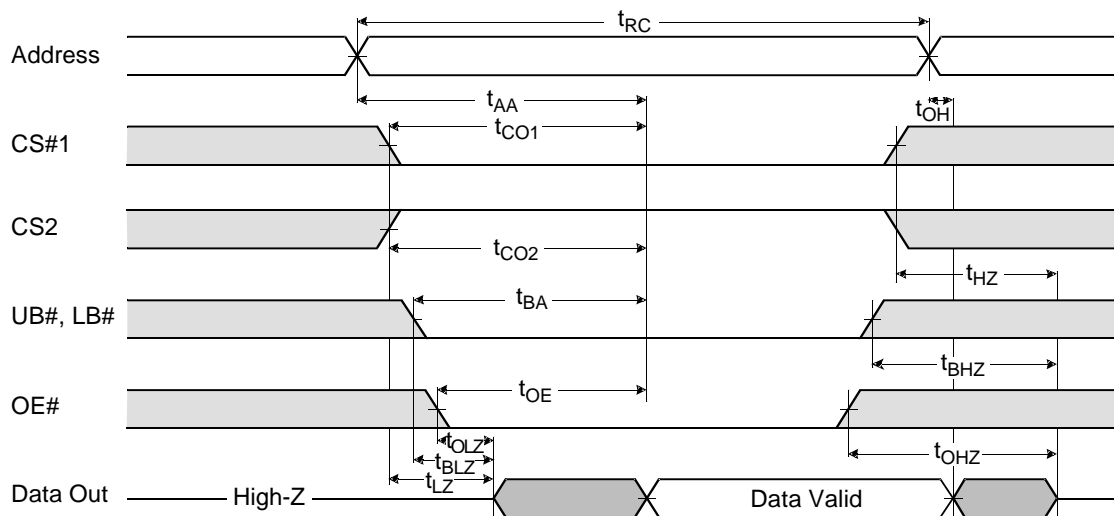 tRC
Address
tAA
tOH
tCO1
CS#1
CS2
tCO2
tHZ
tBA
UB#, LB#
tBHZ
tOE
OE#
tOLZ
tBLZ
tOHZ
tLZ
Data Out High-Z Data Valid